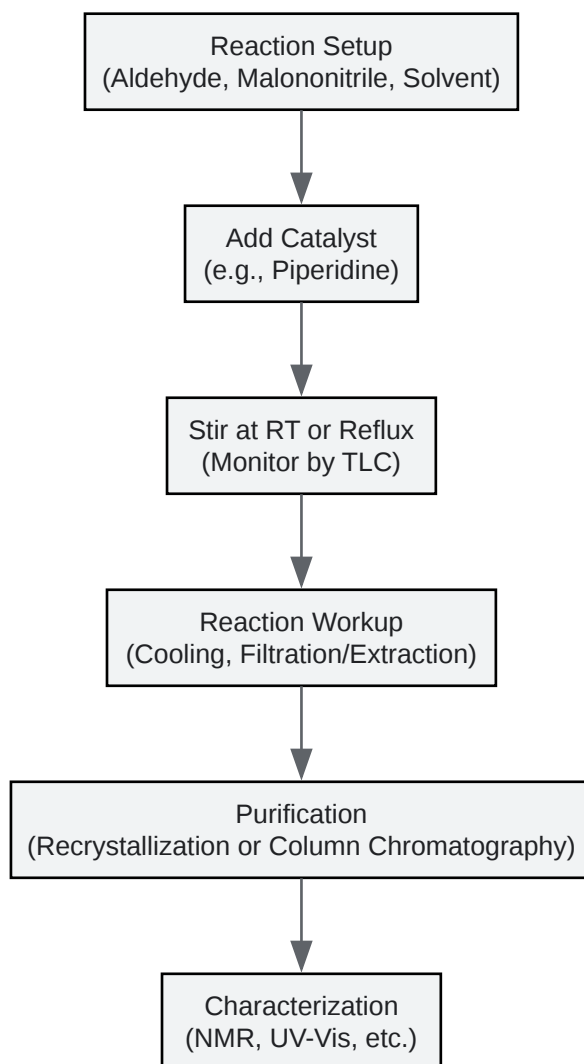 Reaction Setup
(Aldehyde, Malononitrile, Solvent)
Add Catalyst
(e.g., Piperidine)
Stir at RT or Reflux
(Monitor by TLC)
Reaction Workup
(Cooling, Filtration/Extraction)
Purification
(Recrystallization or Column Chromatography)
Characterization
(NMR, UV-Vis, etc.)